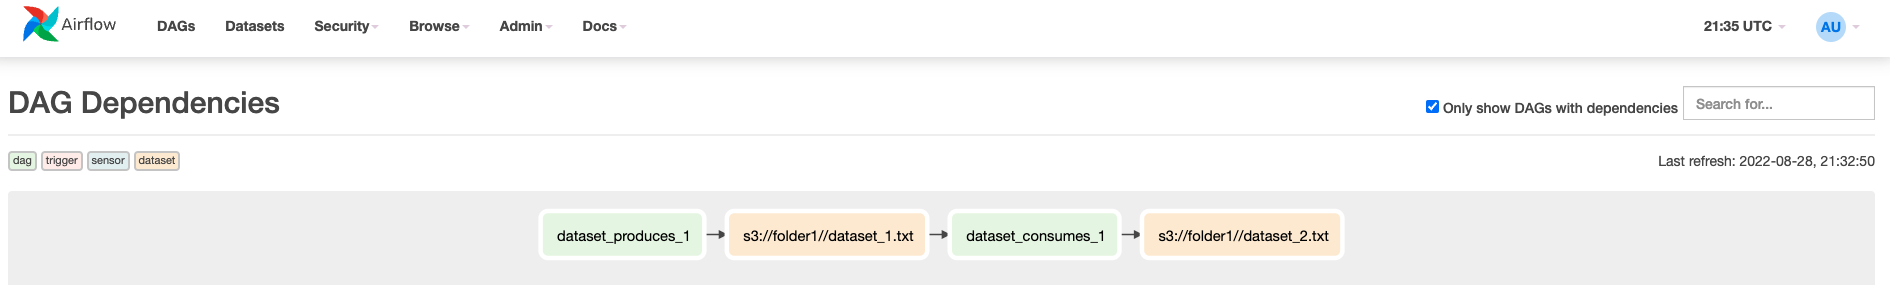 Airflow DAGs Datasets Security Browse Admin Docs 21:35 UTC AU
DAG Dependencies Only show DAGs with dependencies Search for...
dag trigger sensor dataset Last refresh: 2022-08-28, 21:32:50
dataset_produces_1 s3://folder1//dataset_1.txt dataset_consumes_1 s3://folder1//dataset_2.txt